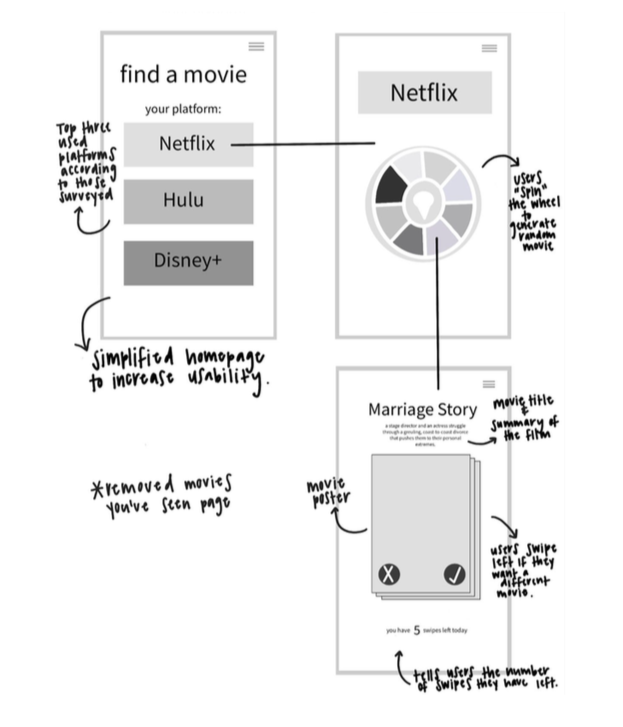 find a movie
your platform:
Netflix
Hulu
Disney+
Top three
used
platforms
according
to those
surveyed
simplified homepage
to increase usability.
*removed movies
you've seen page
Netflix
users
"spin"
the wheel
to
generate
random
movie
Marriage Story
a stage director and an actress struggle
through a grueling, coast-to-coast divorce
that pushes them to their personal
extremes.
movie title
&
summary of
the film
movie
poster
X
✓
users swipe
left if they
want a
different
movie.
you have 5 swipes left today
tells users the number
of swipes they have left.